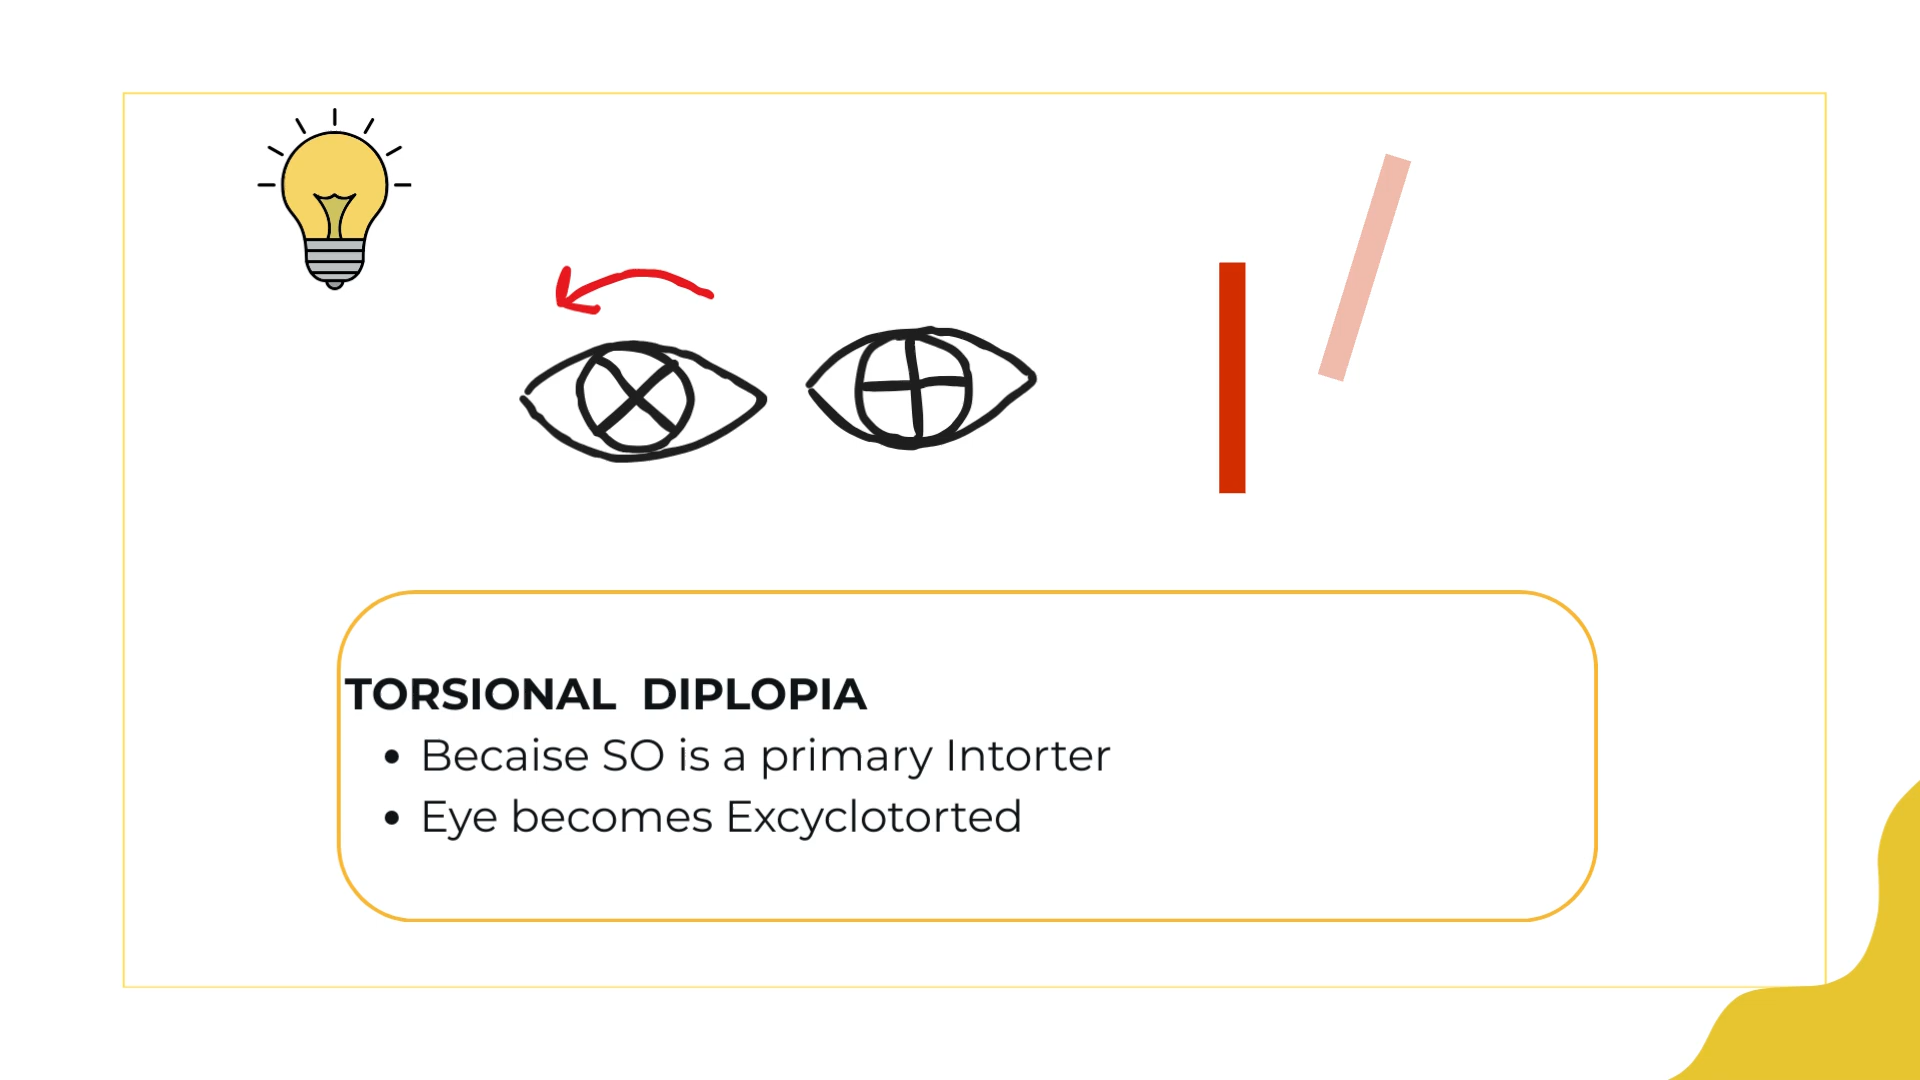 TORSIONAL DIPLOPIA
• Becaise SO is a primary Intorter
• Eye becomes Excyclotorted